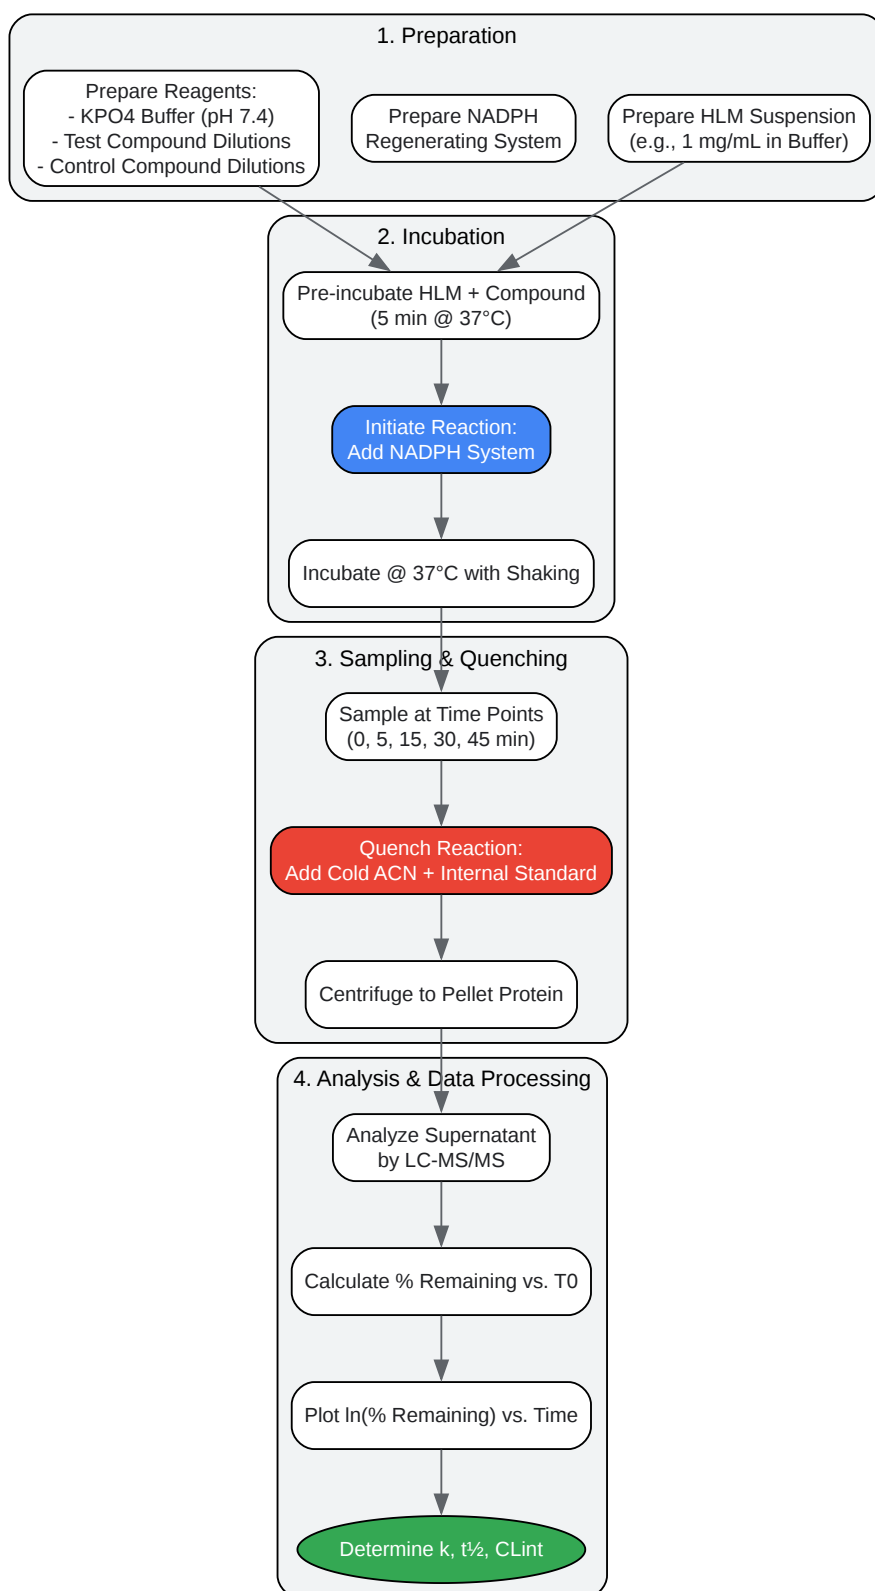 1. Preparation
Prepare Reagents:
- KPO4 Buffer (pH 7.4)
- Test Compound Dilutions
- Control Compound Dilutions
Prepare NADPH
Regenerating System
Prepare HLM Suspension
(e.g., 1 mg/mL in Buffer)
2. Incubation
Pre-incubate HLM + Compound
(5 min @ 37°C)
Initiate Reaction:
Add NADPH System
Incubate @ 37°C with Shaking
3. Sampling & Quenching
Sample at Time Points
(0, 5, 15, 30, 45 min)
Quench Reaction:
Add Cold ACN + Internal Standard
Centrifuge to Pellet Protein
4. Analysis & Data Processing
Analyze Supernatant
by LC-MS/MS
Calculate % Remaining vs. T0
Plot ln(% Remaining) vs. Time
Determine k, t½, CLint